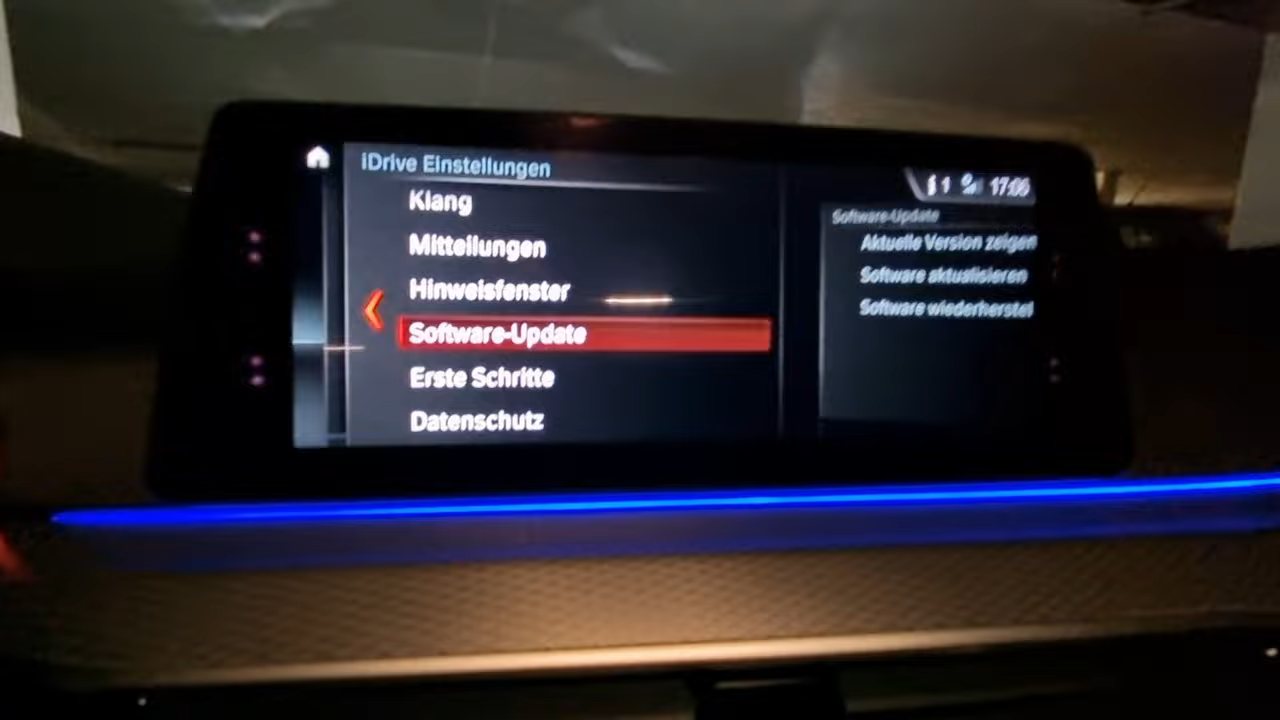 iDrive Einstellungen
Klang
Mitteilungen
Hinweisfenster
Software-Update
Erste Schritte
Datenschutz
1 17:06
Software-Update
Aktuelle Version zeigen
Software aktualisieren
Software wiederherstel